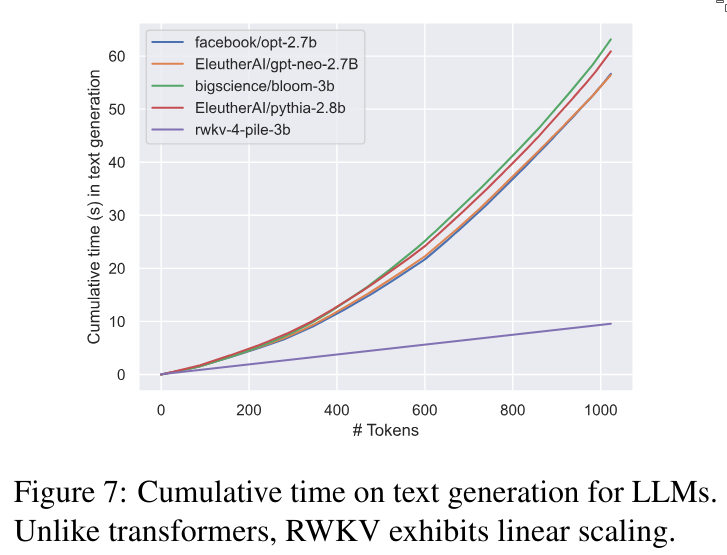 facebook/opt-2.7b
EleutherAI/gpt-neo-2.7B
bigscience/bloom-3b
EleutherAI/pythia-2.8b
rwkv-4-pile-3b
Cumulative time (s) in text generation
60
50
40
30
20
10
0
0 200 400 600 800 1000
# Tokens
Figure 7: Cumulative time on text generation for LLMs.
Unlike transformers, RWKV exhibits linear scaling.